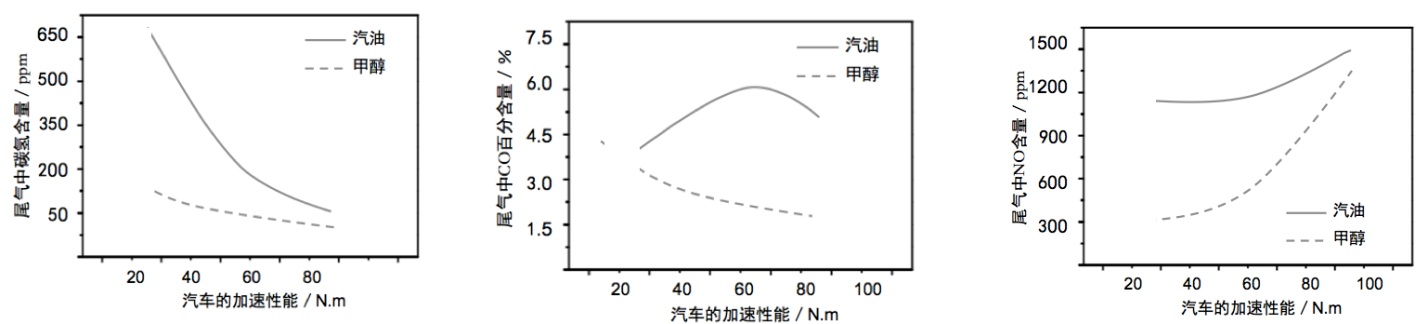 尾气中碳氢含量 / ppm
650
500
350
200
50
汽油
甲醇
20 40 60 80
汽车的加速性能 / N.m
尾气中CO百分含量 / %
7.5
6.0
4.5
3.0
1.5
汽油
甲醇
20 40 60 80 100
汽车的加速性能 / N.m
尾气中NO含量 / ppm
1500
1200
900
600
300
汽油
甲醇
20 40 60 80 100
汽车的加速性能 / N.m